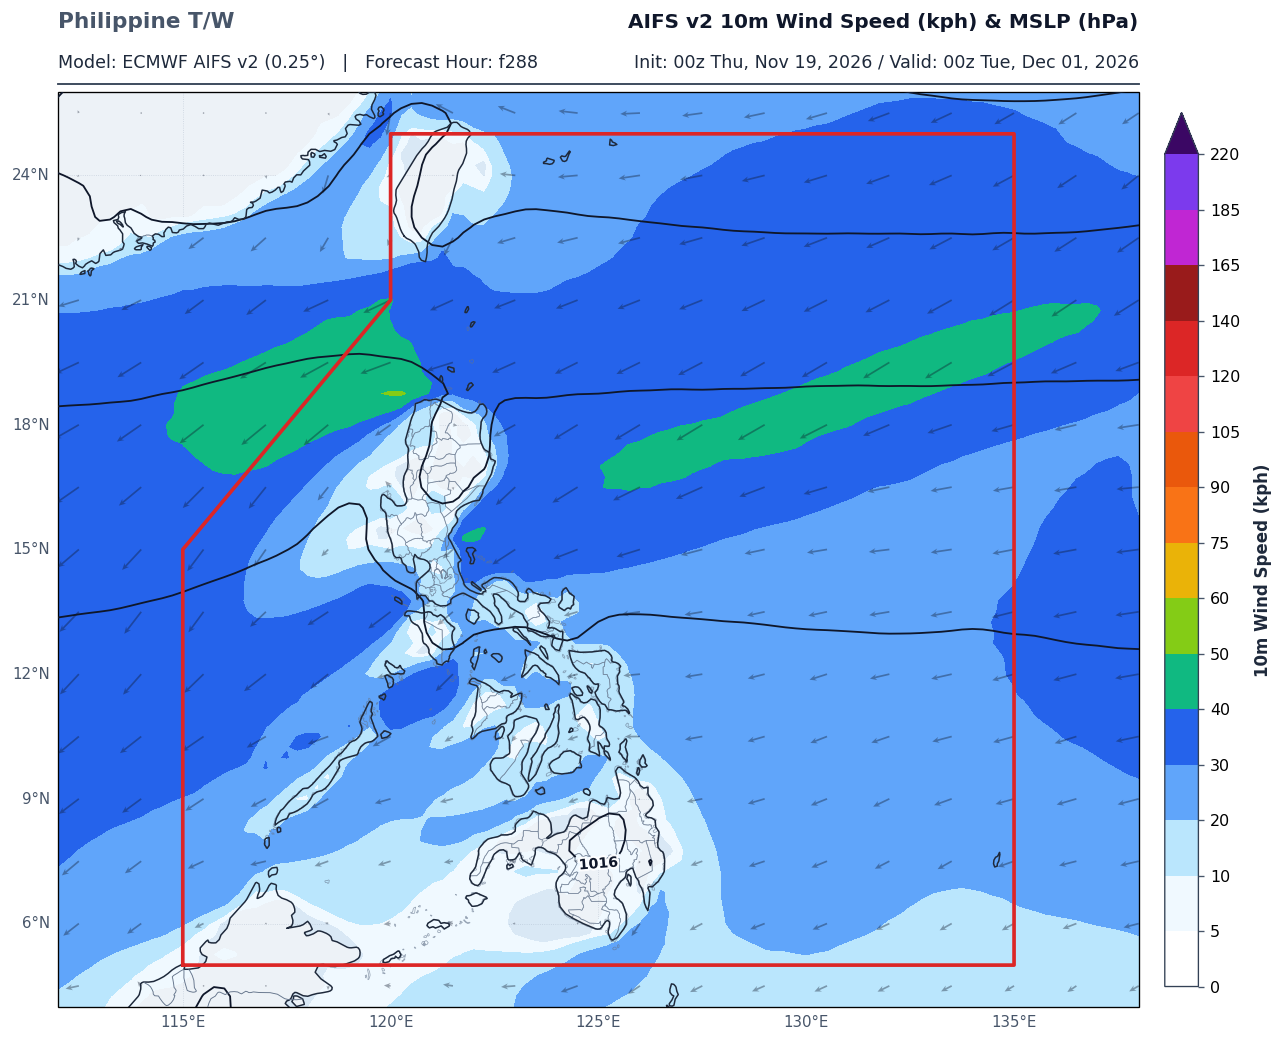 Philippine T/W
AIFS v2 10m Wind Speed (kph) & MSLP (hPa)
Model: ECMWF AIFS v2 (0.25°) | Forecast Hour: f288
Init: 00z Thu, Nov 19, 2026 / Valid: 00z Tue, Dec 01, 2026
24°N
21°N
18°N
15°N
12°N
9°N
6°N
1016
115°E
120°E
125°E
130°E
135°E
220
185
165
140
120
105
90
75
60
50
40
30
20
10
5
0
10m Wind Speed (kph)